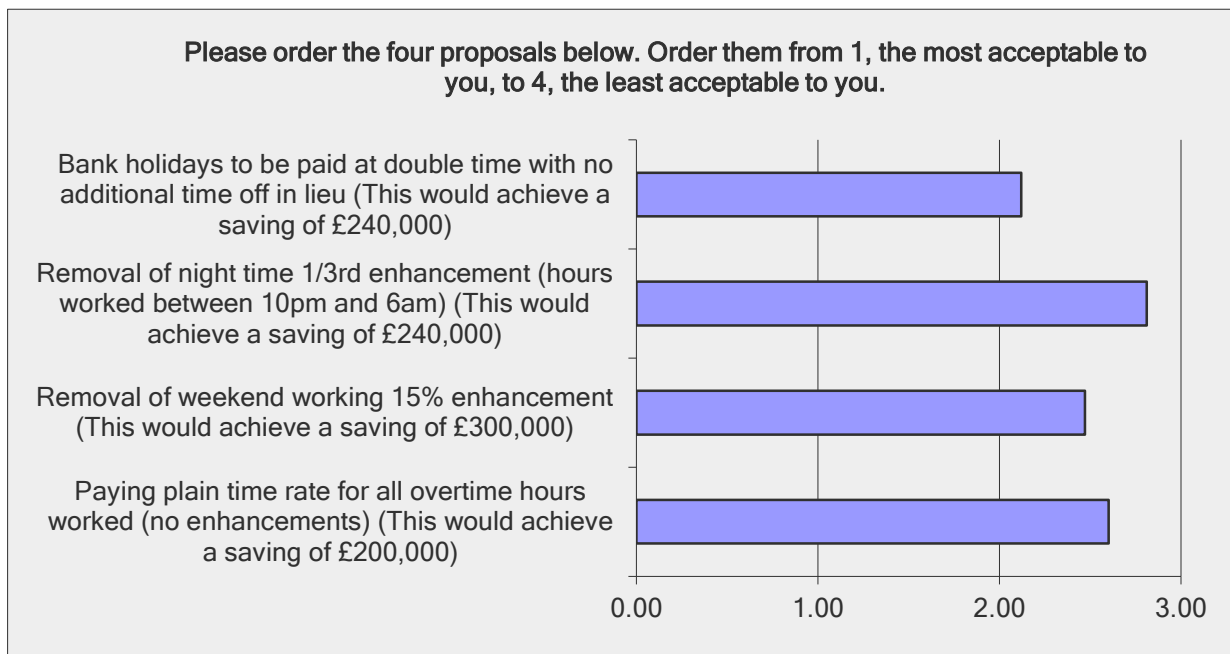 Please order the four proposals below. Order them from 1, the most acceptable to
you, to 4, the least acceptable to you.
Bank holidays to be paid at double time with no
additional time off in lieu (This would achieve a
saving of £240,000)
Removal of night time 1/3rd enhancement (hours
worked between 10pm and 6am) (This would
achieve a saving of £240,000)
Removal of weekend working 15% enhancement
(This would achieve a saving of £300,000)
Paying plain time rate for all overtime hours
worked (no enhancements) (This would achieve
a saving of £200,000)
0.00 1.00 2.00 3.00